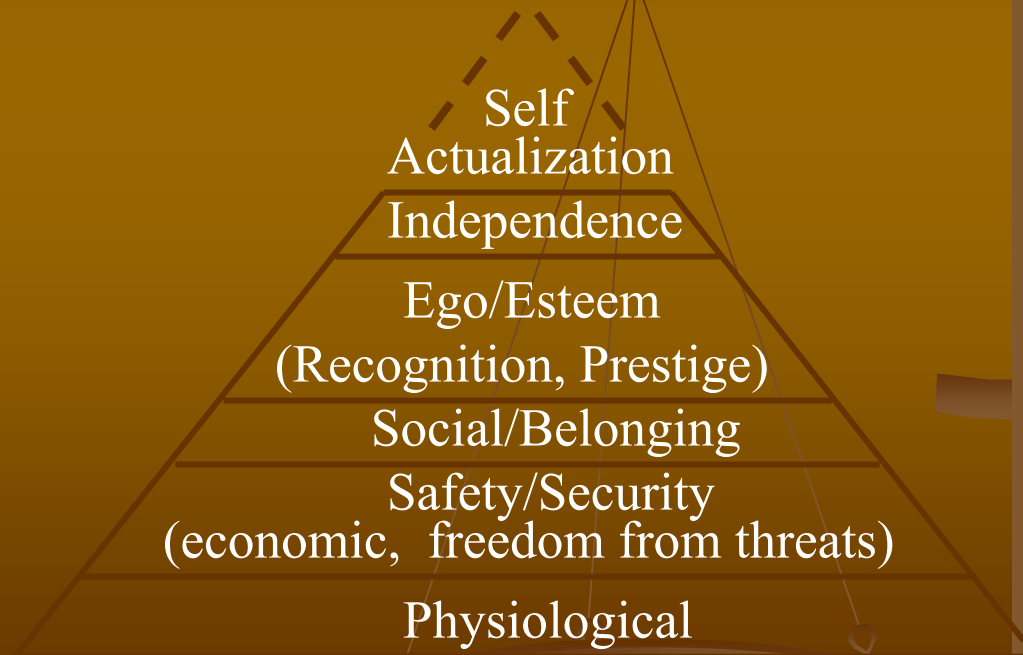 Self
Actualization
Independence
Ego/Esteem
(Recognition, Prestige)
Social/Belonging
Safety/Security
(economic,  freedom from threats)
Physiological